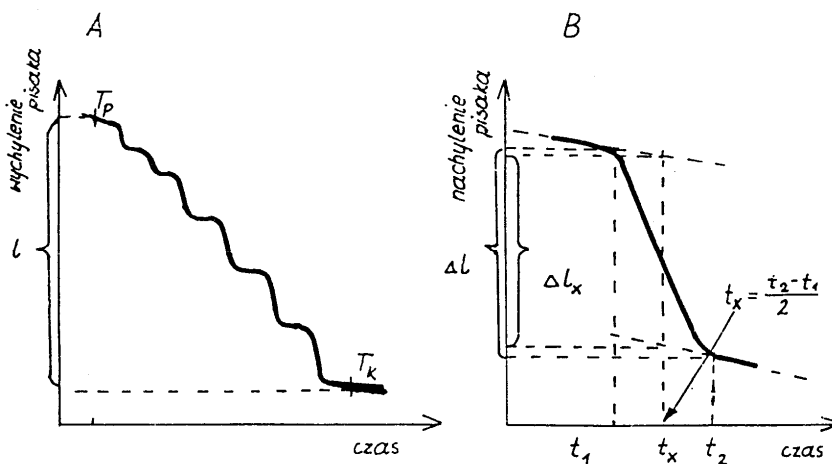 A
wychylenie
pisaka
T_p
l
T_k
czas
B
nachylenie
pisaka
Δl
Δl_x
t_x = t_2-t_1
2
t_1
t_x
t_2
czas